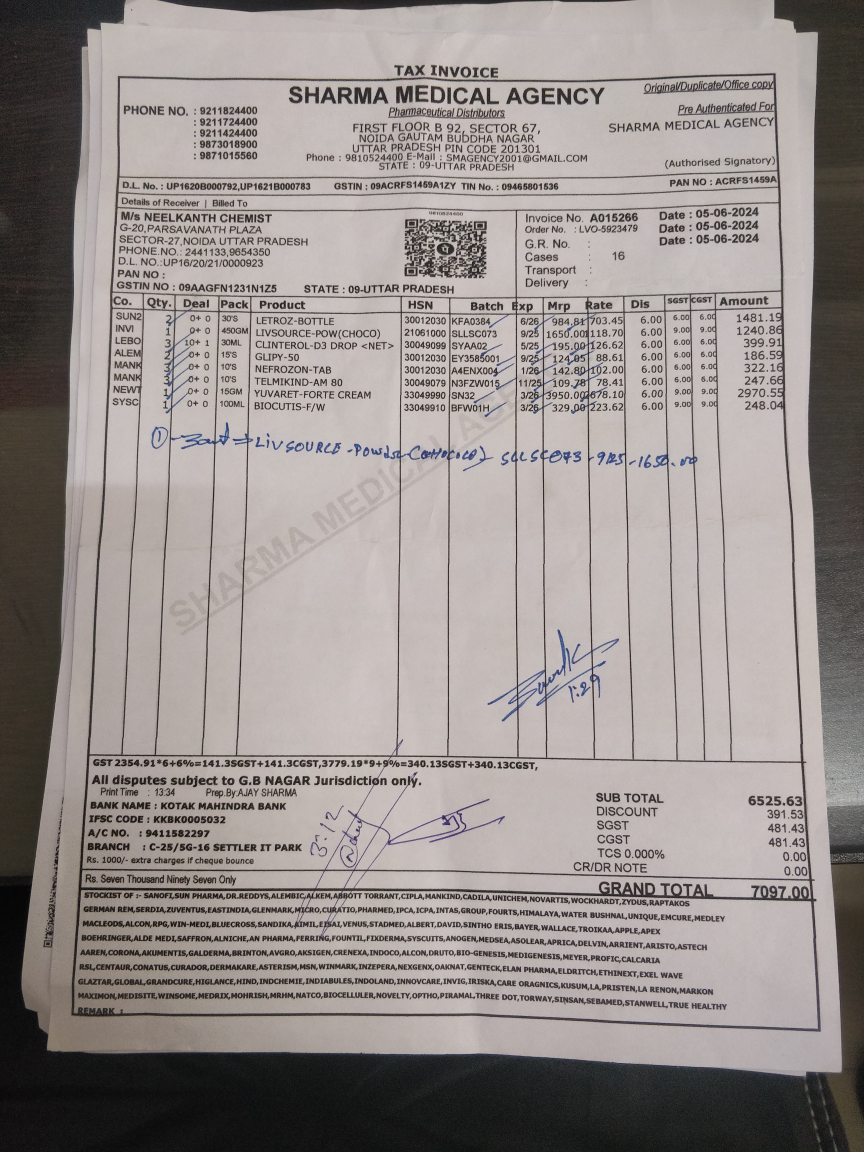 TAX INVOICE
Original/Duplicate/Office copy
SHARMA MEDICAL AGENCY
Pharmaceutical Distributors
FIRST FLOOR B 92, SECTOR 67,
NOIDA GAUTAM BUDDHA NAGAR
UTTAR PRADESH PIN CODE 201301
Phone : 9810524400 E-Mail : SMAGENCY2001@GMAIL.COM
STATE : 09-UTTAR PRADESH
PHONE NO. : 9211824400
: 9211724400
: 9211424400
: 9873018900
: 9871015560
Pre Authenticated For
SHARMA MEDICAL AGENCY
(Authorised Signatory)
D.L. No. : UP1620B000792,UP1621B000783 GSTIN : 09ACRFS1459A1ZY TIN No. : 09465801536 PAN NO : ACRFS1459A
Details of Receiver | Billed To
M/s NEELKANTH CHEMIST
G-20,PARSAVANATH PLAZA
SECTOR-27,NOIDA UTTAR PRADESH
PHONE.NO.: 2441133,9654350
D.L. NO.:UP16/20/21/0000923
PAN NO :
GSTIN NO : 09AAGFN1231N1Z5 STATE : 09-UTTAR PRADESH
9810524400
Invoice No. A015266 Date : 05-06-2024
Order No. : LVO-5923479 Date : 05-06-2024
G.R. No. : Date : 05-06-2024
Cases : 16
Transport :
Delivery :
Co. Qty. Deal Pack Product HSN Batch Exp Mrp Rate Dis SGST CGST Amount
SUN2 2 0+ 0 30'S LETROZ-BOTTLE 30012030 KFA0384 6/26 984.81 703.45 6.00 6.00 6.00 1481.19
INVI 1 0+ 0 450GM LIVSOURCE-POW(CHOCO) 21061000 SLLSC073 9/25 1650.00 1118.70 6.00 9.00 9.00 1240.86
LEBO 3 10+ 1 30ML CLINTEROL-D3 DROP <NET> 30049099 SYAA02 5/25 195.00 126.62 6.00 6.00 6.00 399.91
ALEM 2 0+ 0 15'S GLIPY-50 30012030 EY3585001 9/25 124.05 88.61 6.00 6.00 6.00 186.59
MANK 3 0+ 0 10'S NEFROZON-TAB 30012030 A4ENX004 1/26 142.80 102.00 6.00 6.00 6.00 322.16
MANK 3 0+ 0 10'S TELMIKIND-AM 80 30049079 N3FZW015 11/25 109.78 78.41 6.00 6.00 6.00 247.66
NEWT 1 0+ 0 15GM YUVARET-FORTE CREAM 33049990 SN32 3/26 3950.00 2678.10 6.00 9.00 9.00 2970.55
SYSC 1 0+ 0 100ML BIOCUTIS-F/W 33049910 BFW01H 3/26 329.00 223.62 6.00 9.00 9.00 248.04
① LIVSOURCE - Powder SLLSC073 - 9/25 - 1650.00
SHARMA MEDICAL AGENCY
1:29
GST 2354.91*6+6%=141.3SGST+141.3CGST,3779.19*9+9%=340.13SGST+340.13CGST,
All disputes subject to G.B NAGAR Jurisdiction only.
Print Time : 13:34 Prep.By:AJAY SHARMA
BANK NAME : KOTAK MAHINDRA BANK
IFSC CODE : KKBK0005032
A/C NO. : 9411582297
BRANCH : C-25/5G-16 SETTLER IT PARK
Rs. 1000/- extra charges if cheque bounce
3:12
SUB TOTAL 6525.63
DISCOUNT 391.53
SGST 481.43
CGST 481.43
TCS 0.000% 0.00
CR/DR NOTE 0.00
Rs. Seven Thousand Ninety Seven Only
GRAND TOTAL 7097.00
STOCKIST OF :- SANOFI,SUN PHARMA,DR.REDDYS,ALEMBIC,ALKEM,ABBOTT TORRANT,CIPLA,MANKIND,CADILA,UNICHEM,NOVARTIS,WOCKHARDT,ZYDUS,RAPTAKOS
GERMAN REM,SERDIA,ZUVENTUS,EASTINDIA,GLENMARK,MICRO,CURATIO,PHARMED,IPCA,IPCA,INTAS,GROUP,FOURTS,HIMALAYA,WATER BUSHNAL,UNIQUE,EMCURE,MEDLEY
MACLEODS,ALCON,RPG,WIN-MEDI,BLUECROSS,SANDIKA,AIMIL,EISAI,VENUS,STADMED,ALBERT,DAVID,SINTHO ERIS,BAYER,WALLACE,TROIKAA,APPLE,APEX
BOEHRINGER,ALDE MEDI,SAFFRON,ALNICHE,AN PHARMA,FERRING,FOUNTIL,FIXDERMA,SYSCUITS,ANOGEN,MEDSEA,ASOLEAR,APRICA,DELVIN,ARRIENT,ARISTO,ASTECH
AAREN,CORONA,AKUMENTIS,GALDERMA,BRINTON,AVGRO,AKSIGEN,CRENEXA,INDOCO,ALCON,DRUTO,BIO-GENESIS,MEDIGENESIS,MEYER,PROFIC,CALCARIA
RSL,CENTAUR,CONATUS,CURADOR,DERMAKARE,ASTERISM,MSN,WINMARK,INZEPERA,NEXGENX,OAKNAT,GENTECK,ELAN PHARMA,ELDRITCH,ETHINEXT,EXEL WAVE
GLAZTAR,GLOBAL,GRANDCURE,HIGLANCE,HIND,INDCHEMIE,INDIABULES,INDOLAND,INNOVCARE,INVIG,IRISKA,CARE ORAGNICS,KUSUM,LA,PRISTEN,LA RENON,MARKON
MAXIMON,MEDISITE,WINSOME,MEDRIX,MOHRISH,MRHM,NATCO,BIOCELLULER,NOVELTY,OPTHO,PIRAMAL,THREE DOT,TORWAY,SINSAN,SEBAMED,STANWELL,TRUE HEALTHY
REMARK :